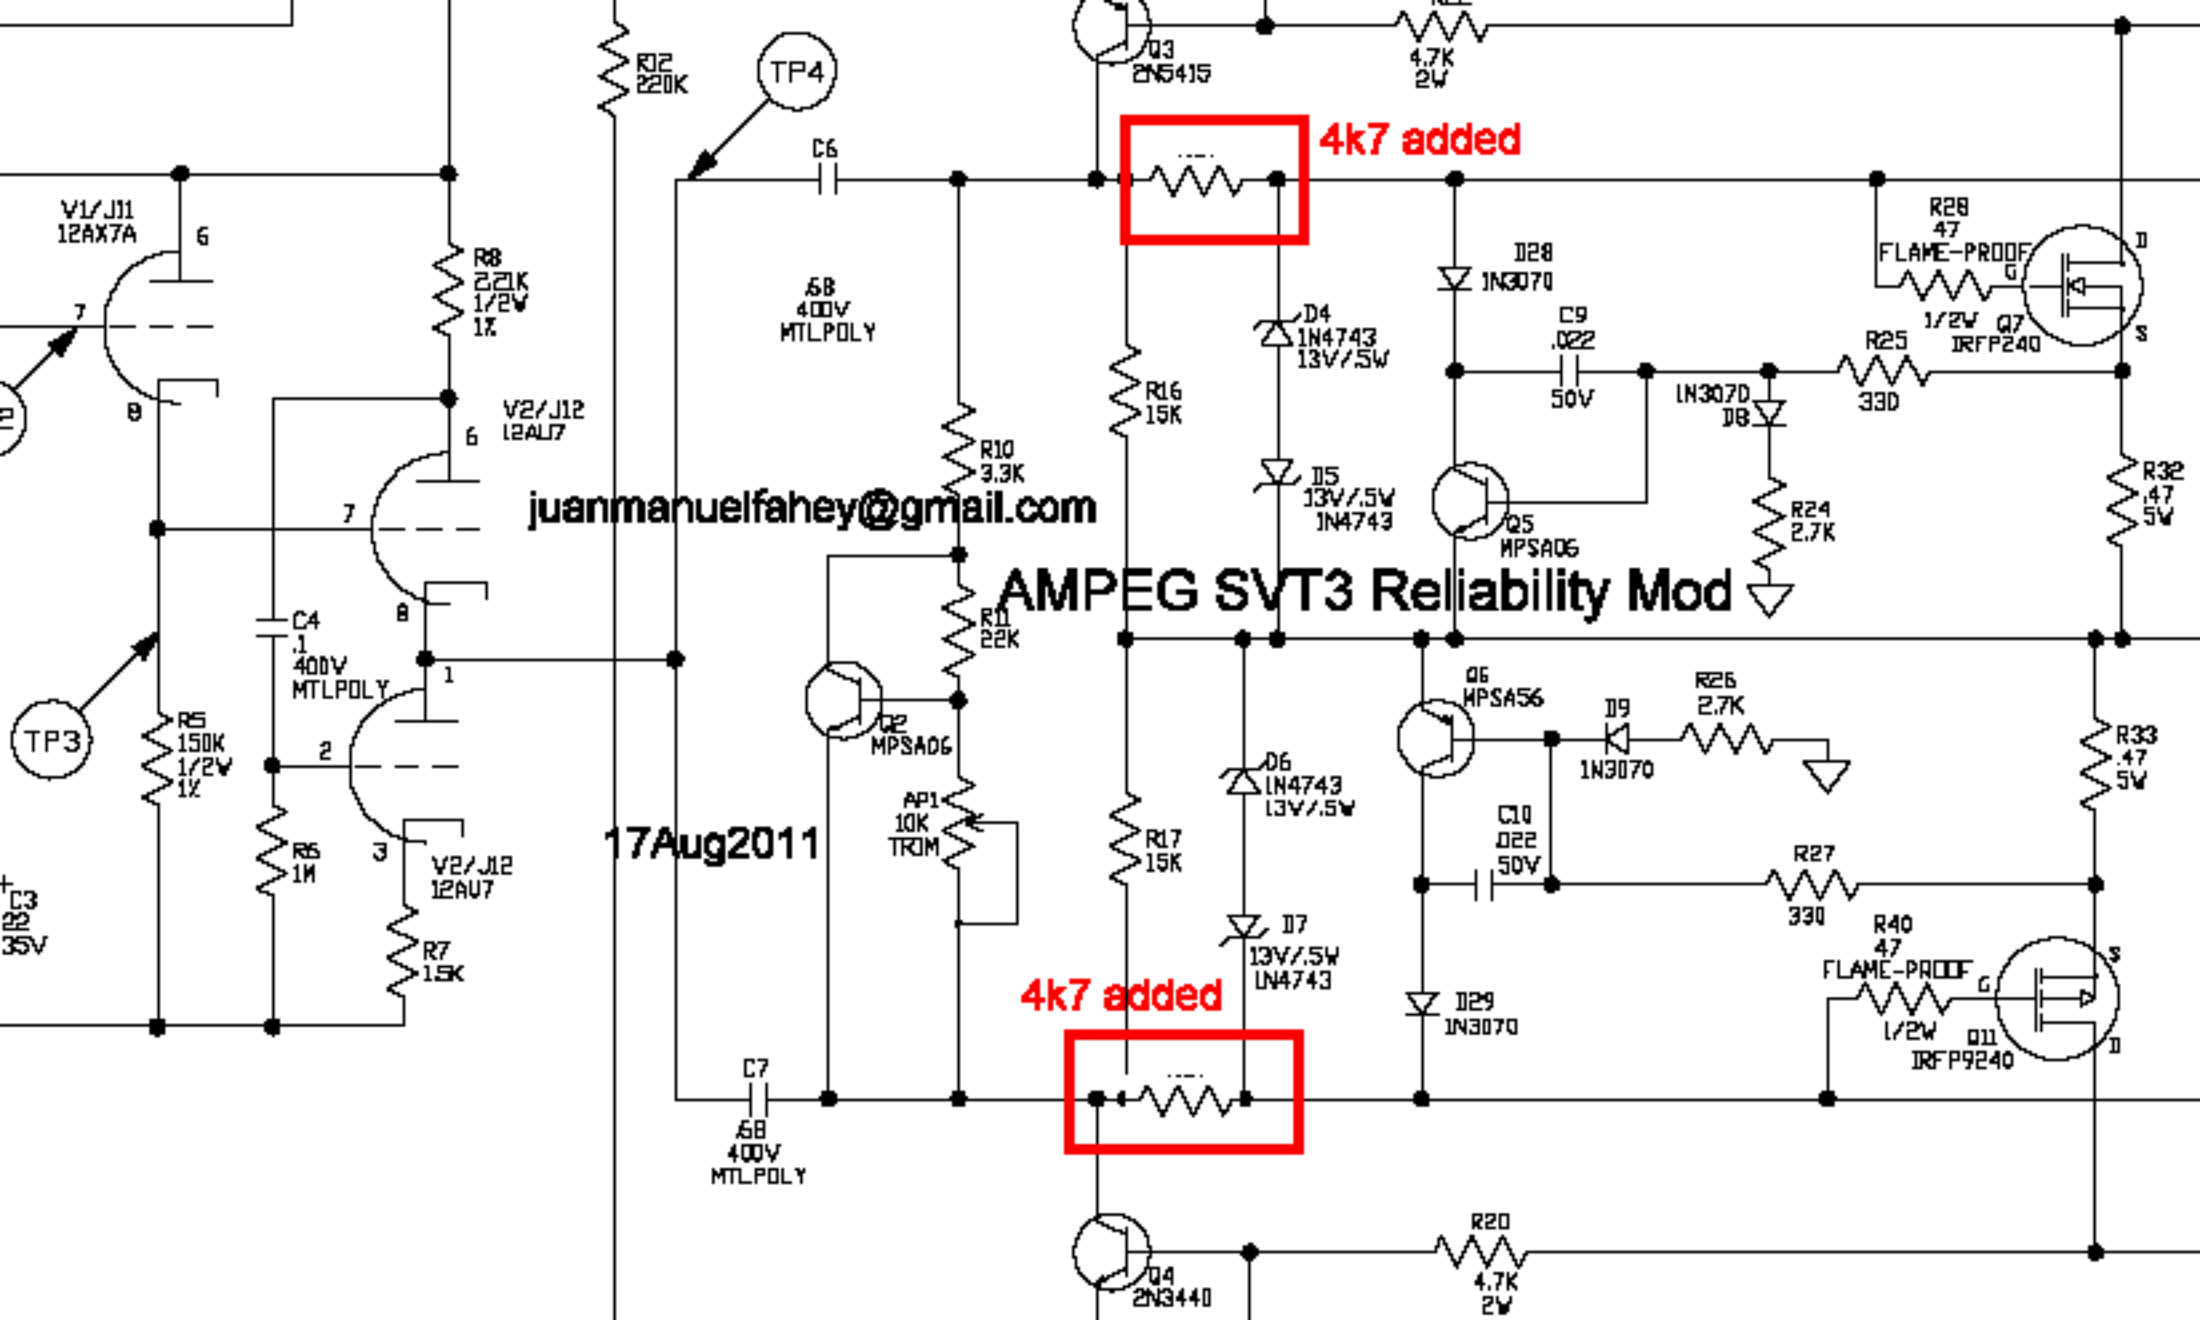 Q3
2N5415
4.7K
2W
R12
220K
TP4
C6
4k7 added
V1/J11
12AX7A
6
7
8
R8
221K
1/2W
1%
.68
400V
MTLPOLY
D28
1N3070
R28
47
FLAME-PROOF
1/2W
G
D
S
Q7
IRFP240
D4
1N4743
13V/.5W
C9
.022
50V
R25
330
1N3070
D8
R16
15K
V2/J12
12AU7
6
7
8
R10
3.3K
D5
13V/.5W
1N4743
Q5
MPSA06
R24
2.7K
R32
.47
5W
juanmanuelfahey@gmail.com
AMPEG SVT3 Reliability Mod
C4
.1
400V
MTLPOLY
R11
22K
1
TP3
R5
150K
1/2W
1%
2
Q2
MPSA06
Q6
MPSA56
D9
1N3070
R26
2.7K
R33
.47
5W
D6
1N4743
13V/.5W
AP1
10K
TRIM
17Aug2011
R17
15K
C10
.022
50V
R27
330
R6
1M
3
V2/J12
12AU7
+
C3
22
35V
R7
1.5K
D7
13V/.5W
1N4743
R40
47
FLAME-PROOF
1/2W
G
S
D
Q11
IRFP9240
4k7 added
D29
1N3070
C7
.68
400V
MTLPOLY
Q4
2N3440
R20
4.7K
2W